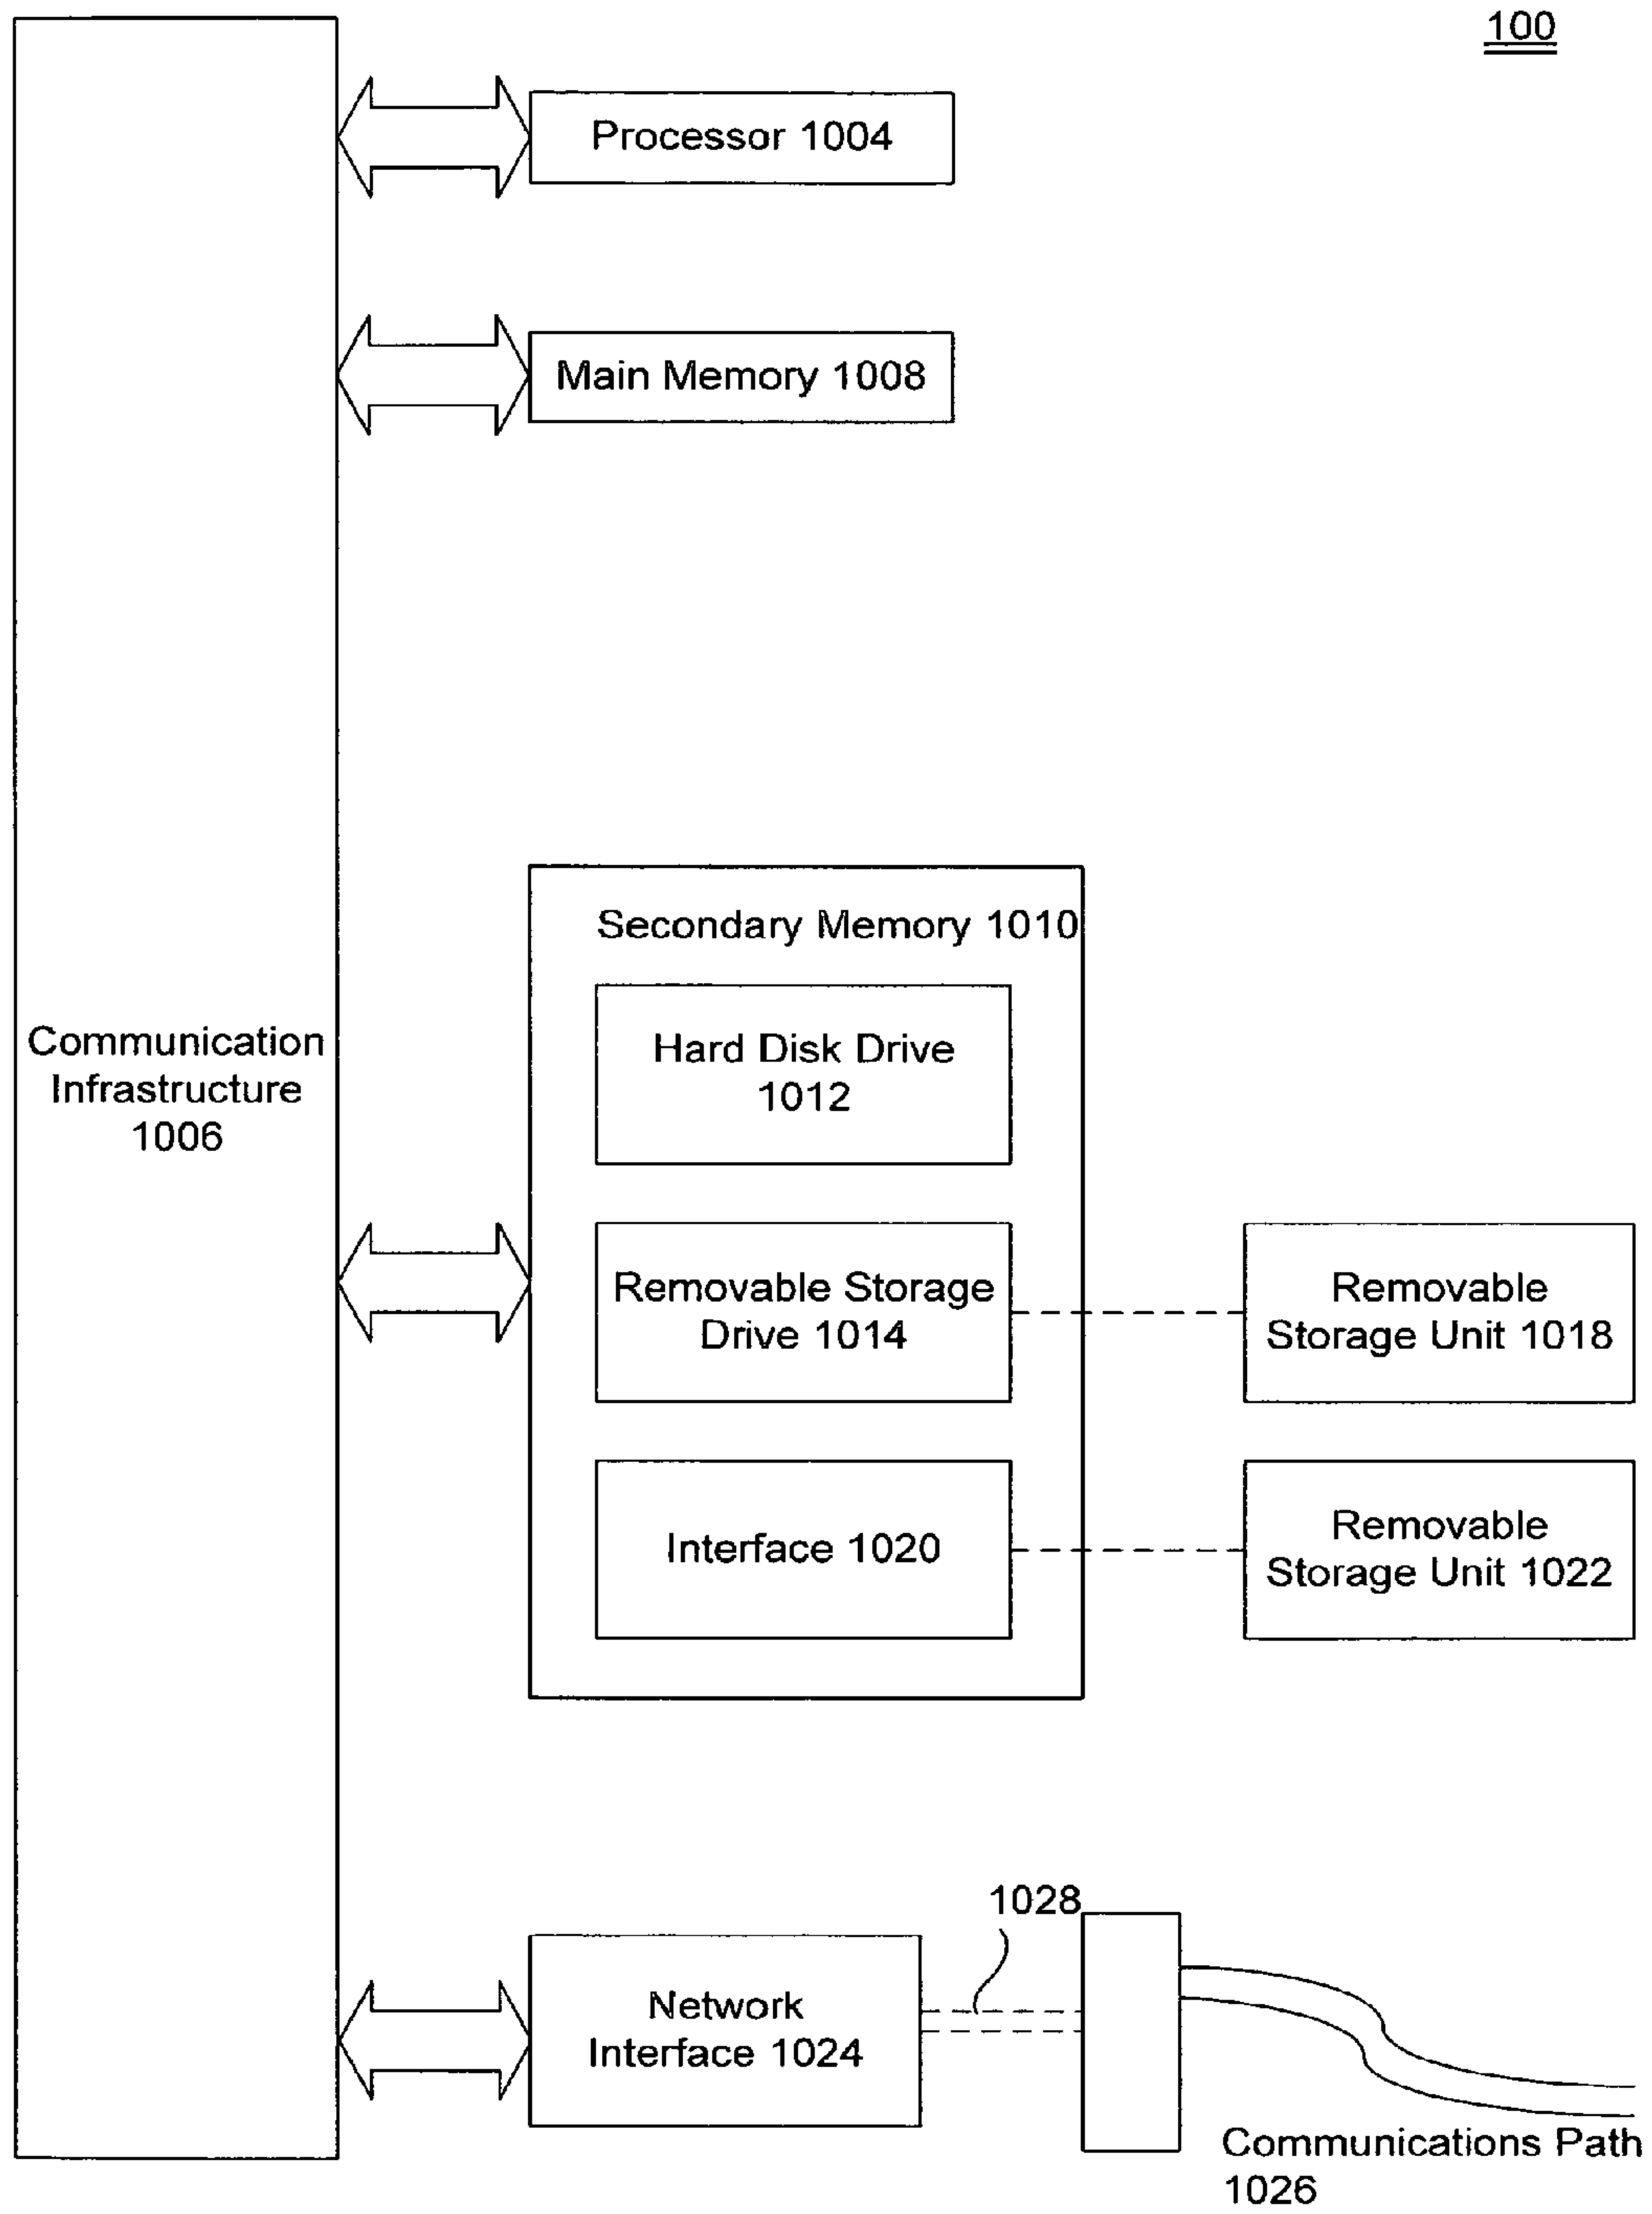 100
Processor 1004
Main Memory 1008
Communication
Infrastructure
1006
Secondary Memory 1010
Hard Disk Drive
1012
Removable Storage
Drive 1014
Removable
Storage Unit 1018
Interface 1020
Removable
Storage Unit 1022
1028
Network
Interface 1024
Communications Path
1026